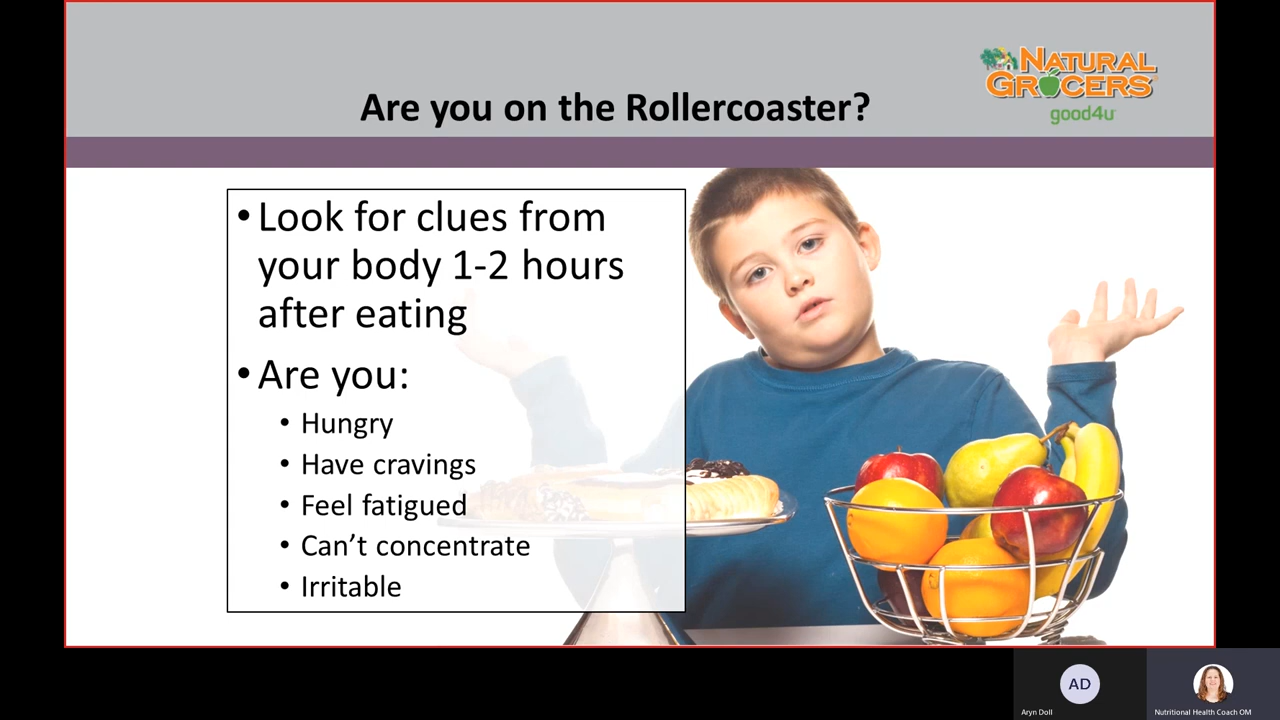 Are you on the Rollercoaster?
NATURAL
GROCERS
good4u
• Look for clues from
your body 1-2 hours
after eating
• Are you:
• Hungry
• Have cravings
• Feel fatigued
• Can’t concentrate
• Irritable
AD
Aryn Doll
Nutritional Health Coach OM